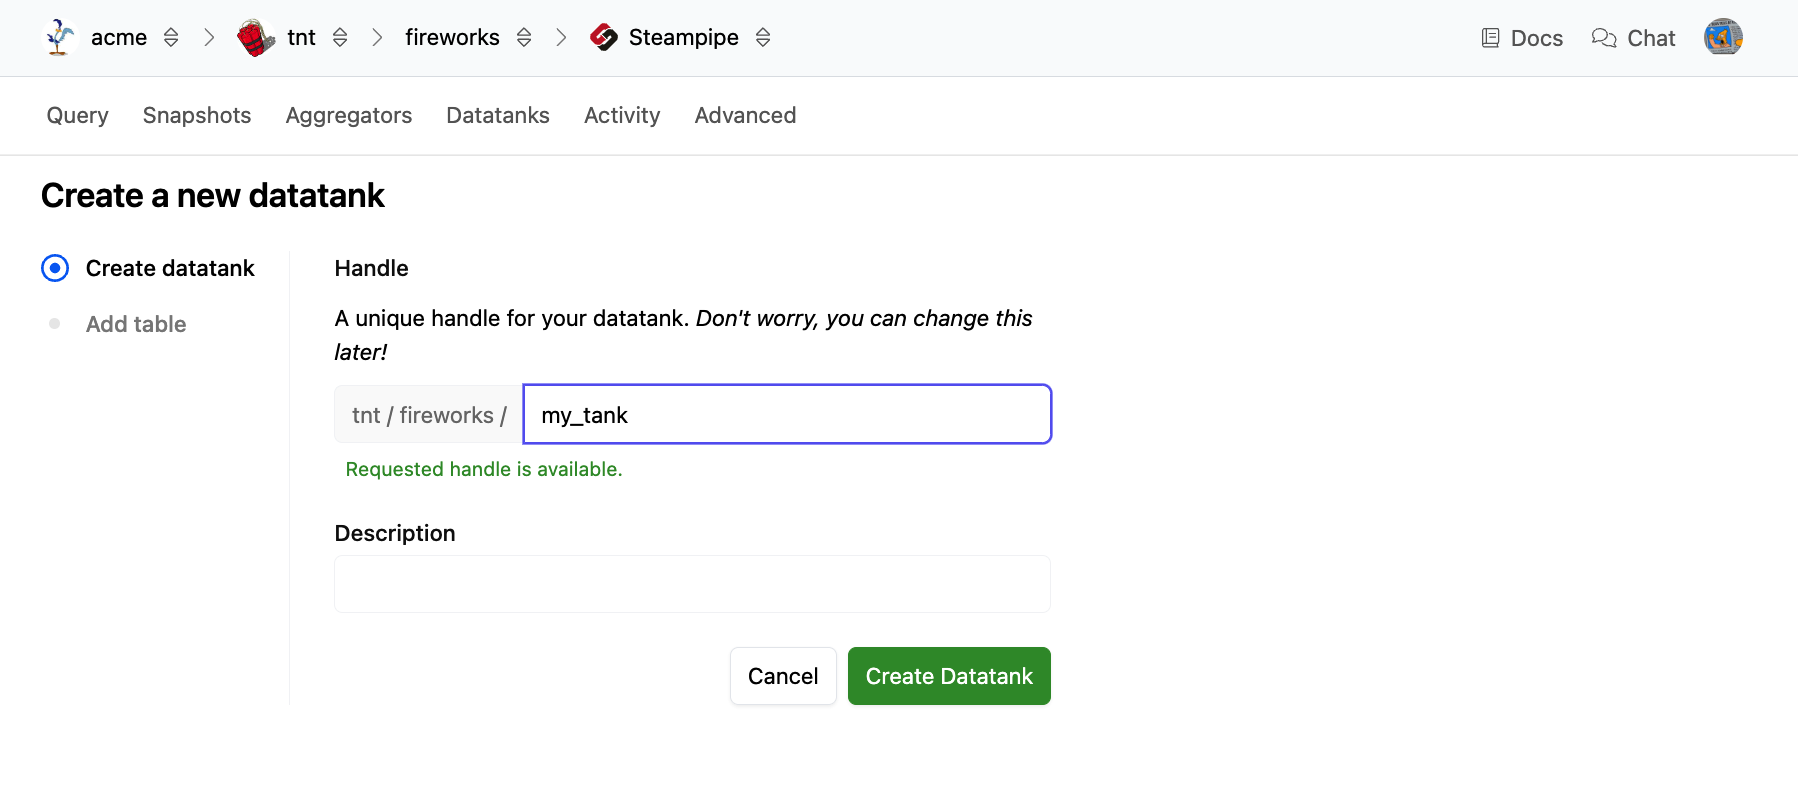 acme tnt fireworks Steampipe Docs Chat
Query Snapshots Aggregators Datatanks Activity Advanced
Create a new datatank
Create datatank
Add table
Handle
A unique handle for your datatank. Don't worry, you can change this
later!
tnt / fireworks / my_tank
Requested handle is available.
Description
Cancel Create Datatank